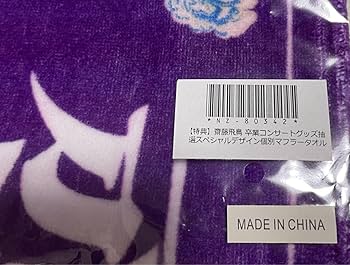 *NZ-80342*
【特典】齋藤飛鳥 卒業コンサートグッズ抽
選スペシャルデザイン個別マフラータオル
MADE IN CHINA